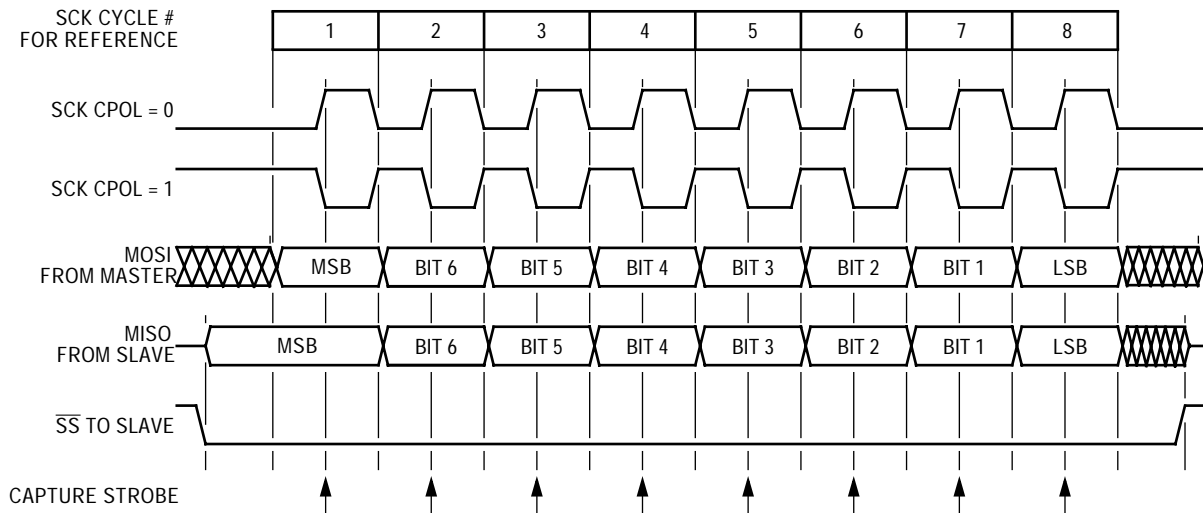 SCK CYCLE #
FOR REFERENCE
1 2 3 4 5 6 7 8
SCK CPOL = 0
SCK CPOL = 1
MOSI
FROM MASTER
MSB BIT 6 BIT 5 BIT 4 BIT 3 BIT 2 BIT 1 LSB
MISO
FROM SLAVE
MSB BIT 6 BIT 5 BIT 4 BIT 3 BIT 2 BIT 1 LSB
S̅S̅ TO SLAVE
CAPTURE STROBE